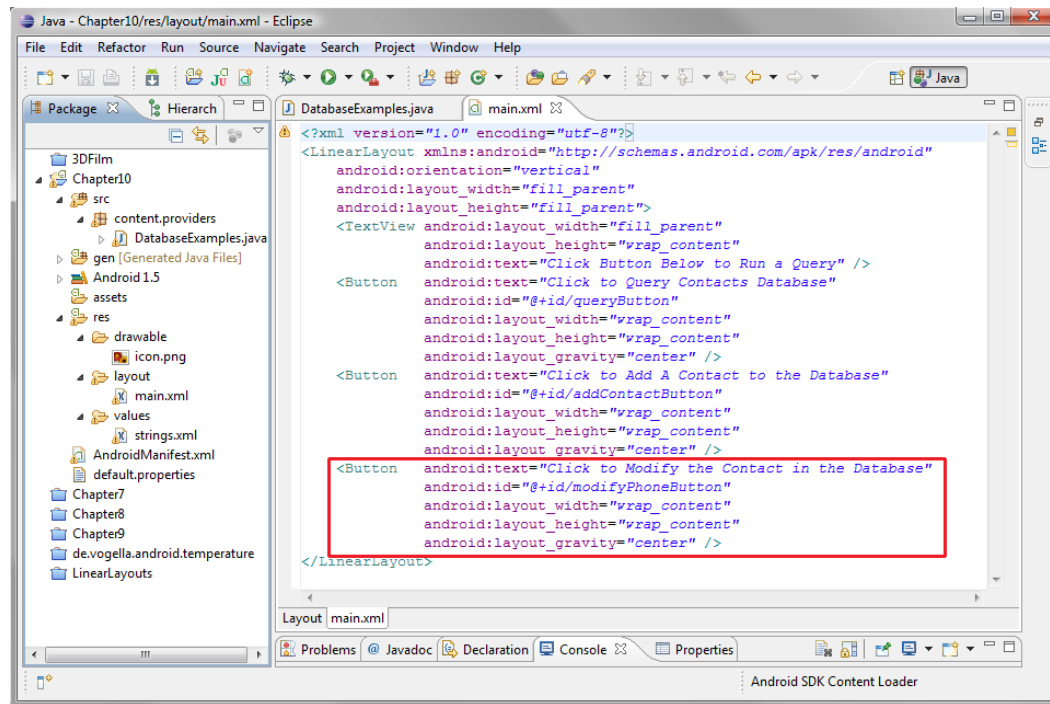 Java - Chapter10/res/layout/main.xml - Eclipse
File Edit Refactor Run Source Navigate Search Project Window Help
Java
Package Hierarch
3DFilm
Chapter10
src
content.providers
DatabaseExamples.java
gen [Generated Java Files]
Android 1.5
assets
res
drawable
icon.png
layout
main.xml
values
strings.xml
AndroidManifest.xml
default.properties
Chapter7
Chapter8
Chapter9
de.vogella.android.temperature
LinearLayouts
DatabaseExamples.java main.xml
<?xml version="1.0" encoding="utf-8"?>
<LinearLayout xmlns:android="http://schemas.android.com/apk/res/android"
android:orientation="vertical"
android:layout_width="fill_parent"
android:layout_height="fill_parent">
<TextView android:layout_width="fill_parent"
android:layout_height="wrap_content"
android:text="Click Button Below to Run a Query" />
<Button android:text="Click to Query Contacts Database"
android:id="@+id/queryButton"
android:layout_width="wrap_content"
android:layout_height="wrap_content"
android:layout_gravity="center" />
<Button android:text="Click to Add A Contact to the Database"
android:id="@+id/addContactButton"
android:layout_width="wrap_content"
android:layout_height="wrap_content"
android:layout_gravity="center" />
<Button android:text="Click to Modify the Contact in the Database"
android:id="@+id/modifyPhoneButton"
android:layout_width="wrap_content"
android:layout_height="wrap_content"
android:layout_gravity="center" />
</LinearLayout>
Layout main.xml
Problems @ Javadoc Declaration Console Properties
Android SDK Content Loader